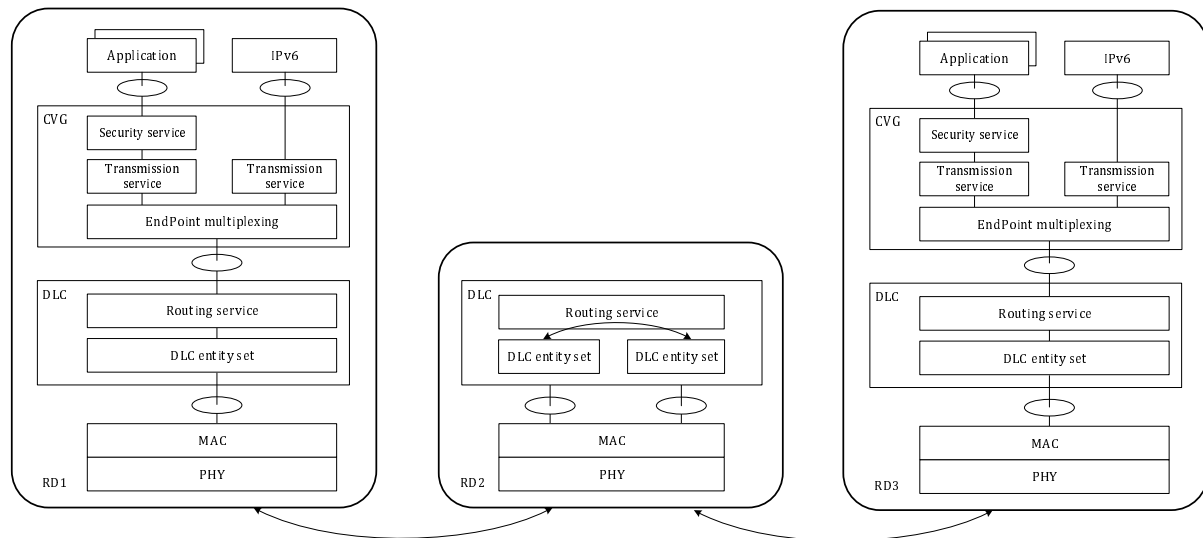 Application
IPv6
CVG
Security service
Transmission
service
Transmission
service
EndPoint multiplexing
DLC
Routing service
DLC entity set
MAC
PHY
RD1
DLC
Routing service
DLC entity set
DLC entity set
MAC
PHY
RD2
Application
IPv6
CVG
Security service
Transmission
service
Transmission
service
EndPoint multiplexing
DLC
Routing service
DLC entity set
MAC
PHY
RD3